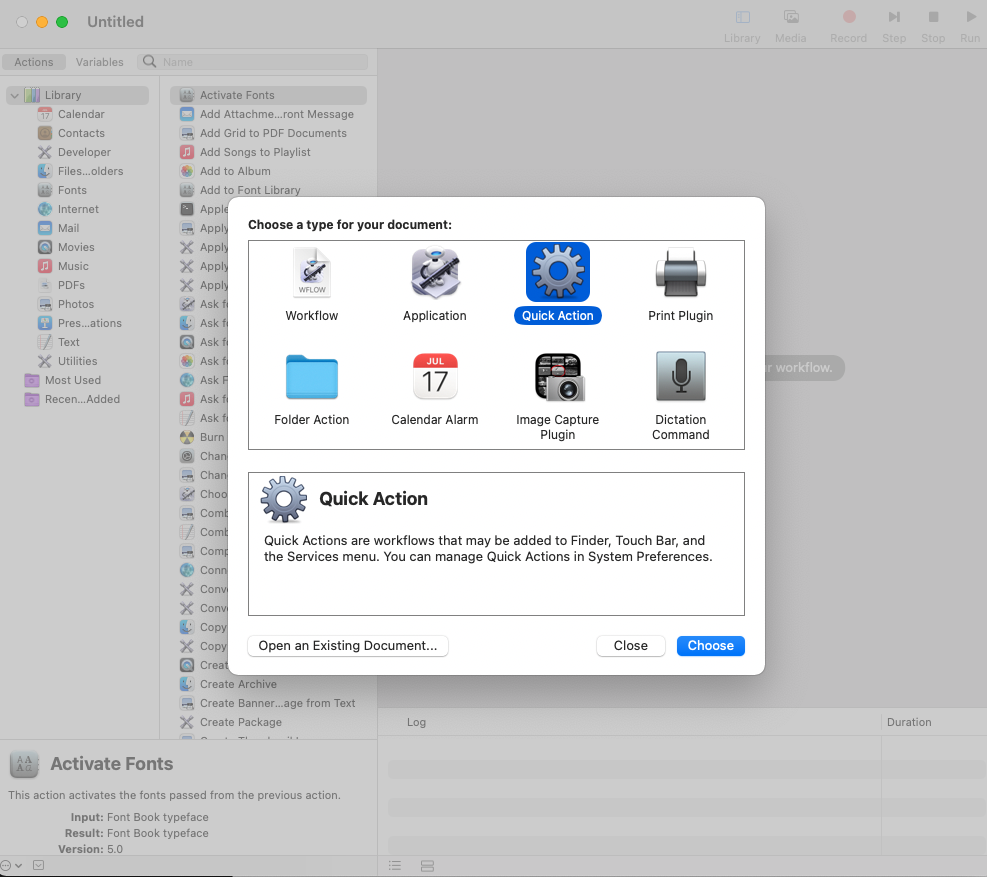 Untitled
Library
Media
Record
Step
Stop
Run
Actions
Variables
Name
Library
17
Calendar
Contacts
Developer
Files...olders
Fonts
Internet
Mail
Movies
Music
PDFs
Photos
Pres...ations
Text
Utilities
Most Used
Recen...Added
Activate Fonts
Add Attachme...ront Message
Add Grid to PDF Documents
Add Songs to Playlist
Add to Album
Add to Font Library
Apple
Apply
Apply
Apply
Apply
Ask f
Ask f
Ask f
Ask f
Ask F
Ask f
Ask f
Burn
Chan
Chan
Choo
Comb
Comb
Comp
Conn
Conv
Conv
Copy
Copy
Creat
Create Archive
Create Banner...age from Text
Create Package
r workflow.
Choose a type for your document:
WFLOW
Workflow
Application
Quick Action
Print Plugin
Folder Action
JUL
17
Calendar Alarm
Image Capture
Plugin
Dictation
Command
Quick Action
Quick Actions are workflows that may be added to Finder, Touch Bar, and
the Services menu. You can manage Quick Actions in System Preferences.
Open an Existing Document...
Close
Choose
Log
Duration
Activate Fonts
This action activates the fonts passed from the previous action.
Input: Font Book typeface
Result: Font Book typeface
Version: 5.0